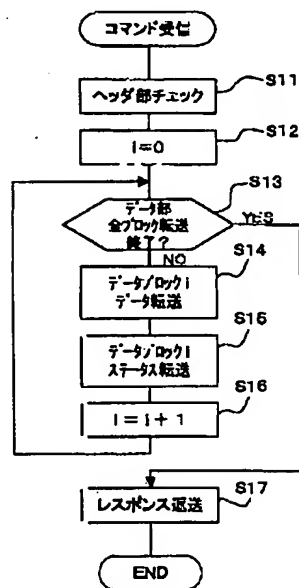 コマンド受信
S11
ヘッダ部チェック
S12
i=0
S13
データ部
全ブロック転送
終了?
YES
NO
S14
データブロックi
データ転送
S15
データブロックi
ステータス転送
S16
i=i+1
S17
レスポンス返送
END